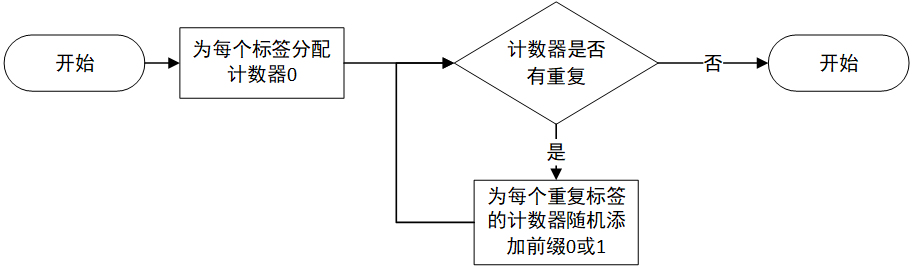 开始
为每个标签分配
计数器0
计数器是否
有重复
否
开始
是
为每个重复标签
的计数器随机添
加前缀0或1